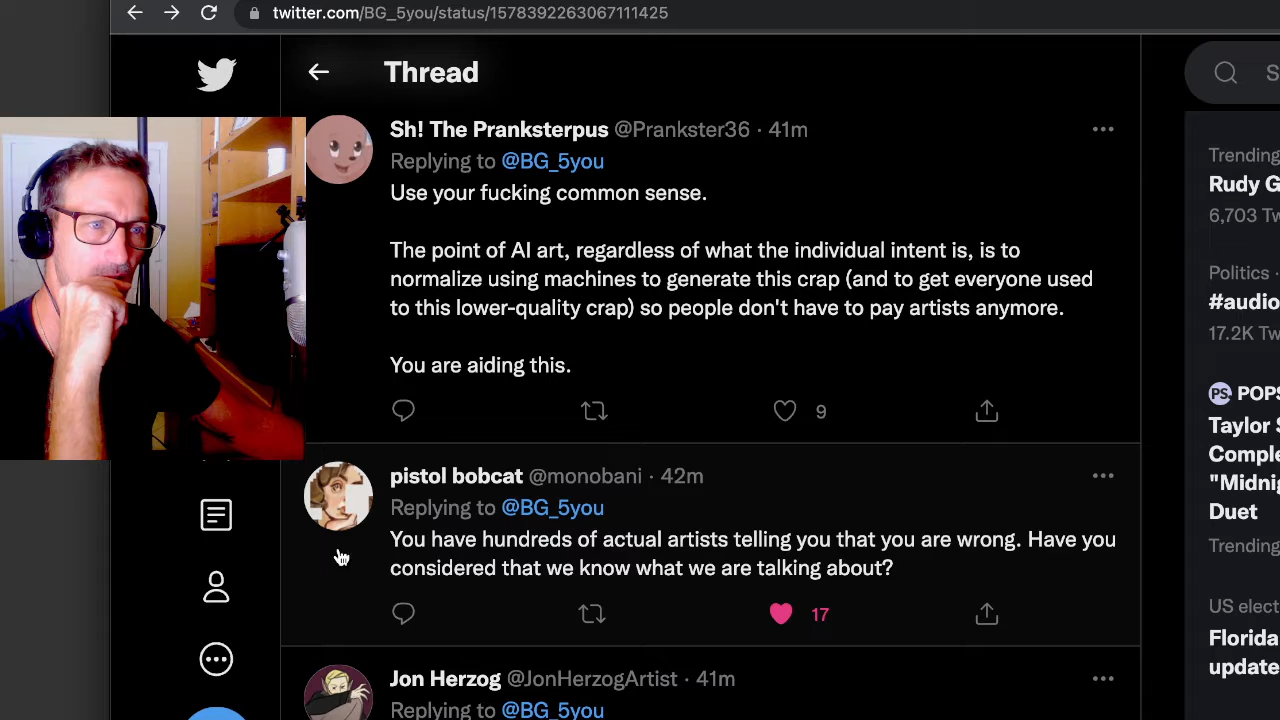 twitter.com/BG_5you/status/1578392263067111425
Thread
Sh! The Pranksterpus @Prankster36 · 41m
Replying to @BG_5you
Use your fucking common sense.
The point of AI art, regardless of what the individual intent is, is to
normalize using machines to generate this crap (and to get everyone used
to this lower-quality crap) so people don't have to pay artists anymore.
You are aiding this.
9
pistol bobcat @monobani · 42m
Replying to @BG_5you
You have hundreds of actual artists telling you that you are wrong. Have you
considered that we know what we are talking about?
17
Jon Herzog @JonHerzogArtist · 41m
Replying to @BG_5you
S
Trending
Rudy G
6,703 Tw
Politics
#audio
17.2K Tw
PS. POPS
Taylor S
Comple
"Midnig
Duet
Trending
US elect
Florida
update